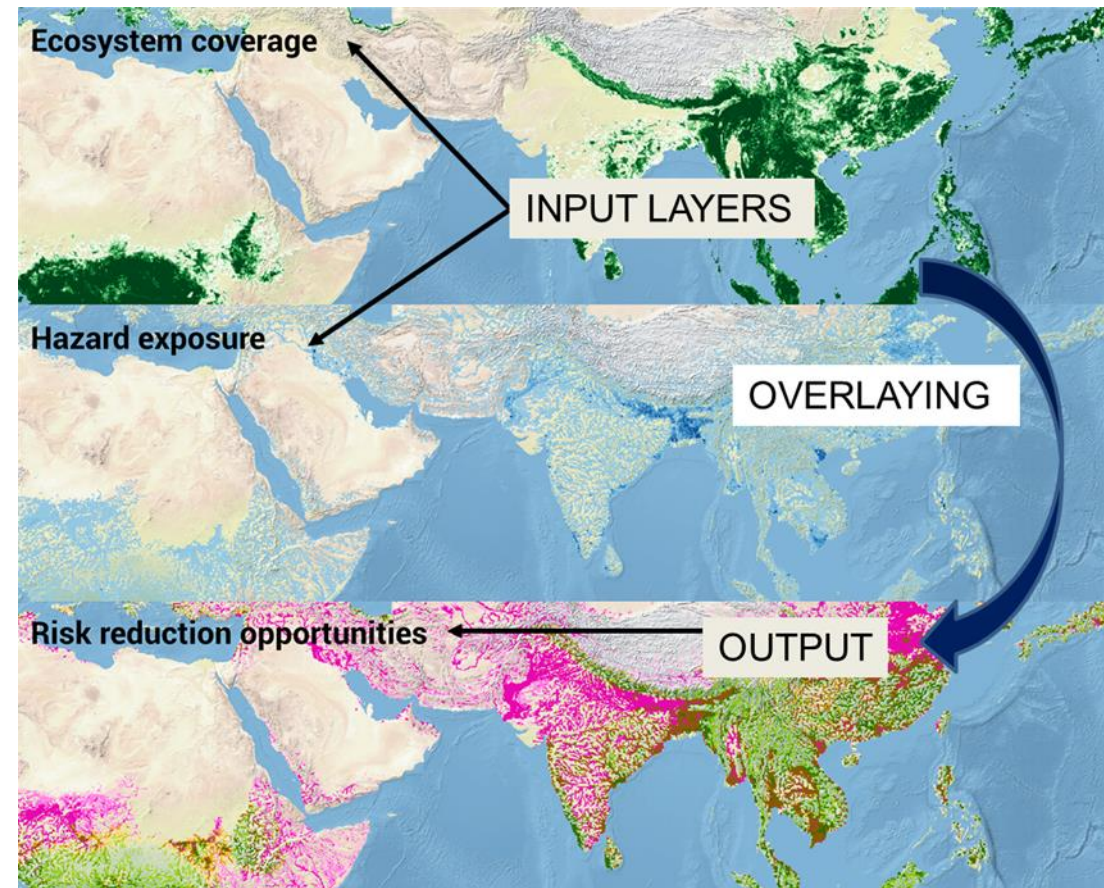 Ecosystem coverage
INPUT LAYERS
Hazard exposure
OVERLAYING
Risk reduction opportunities
OUTPUT